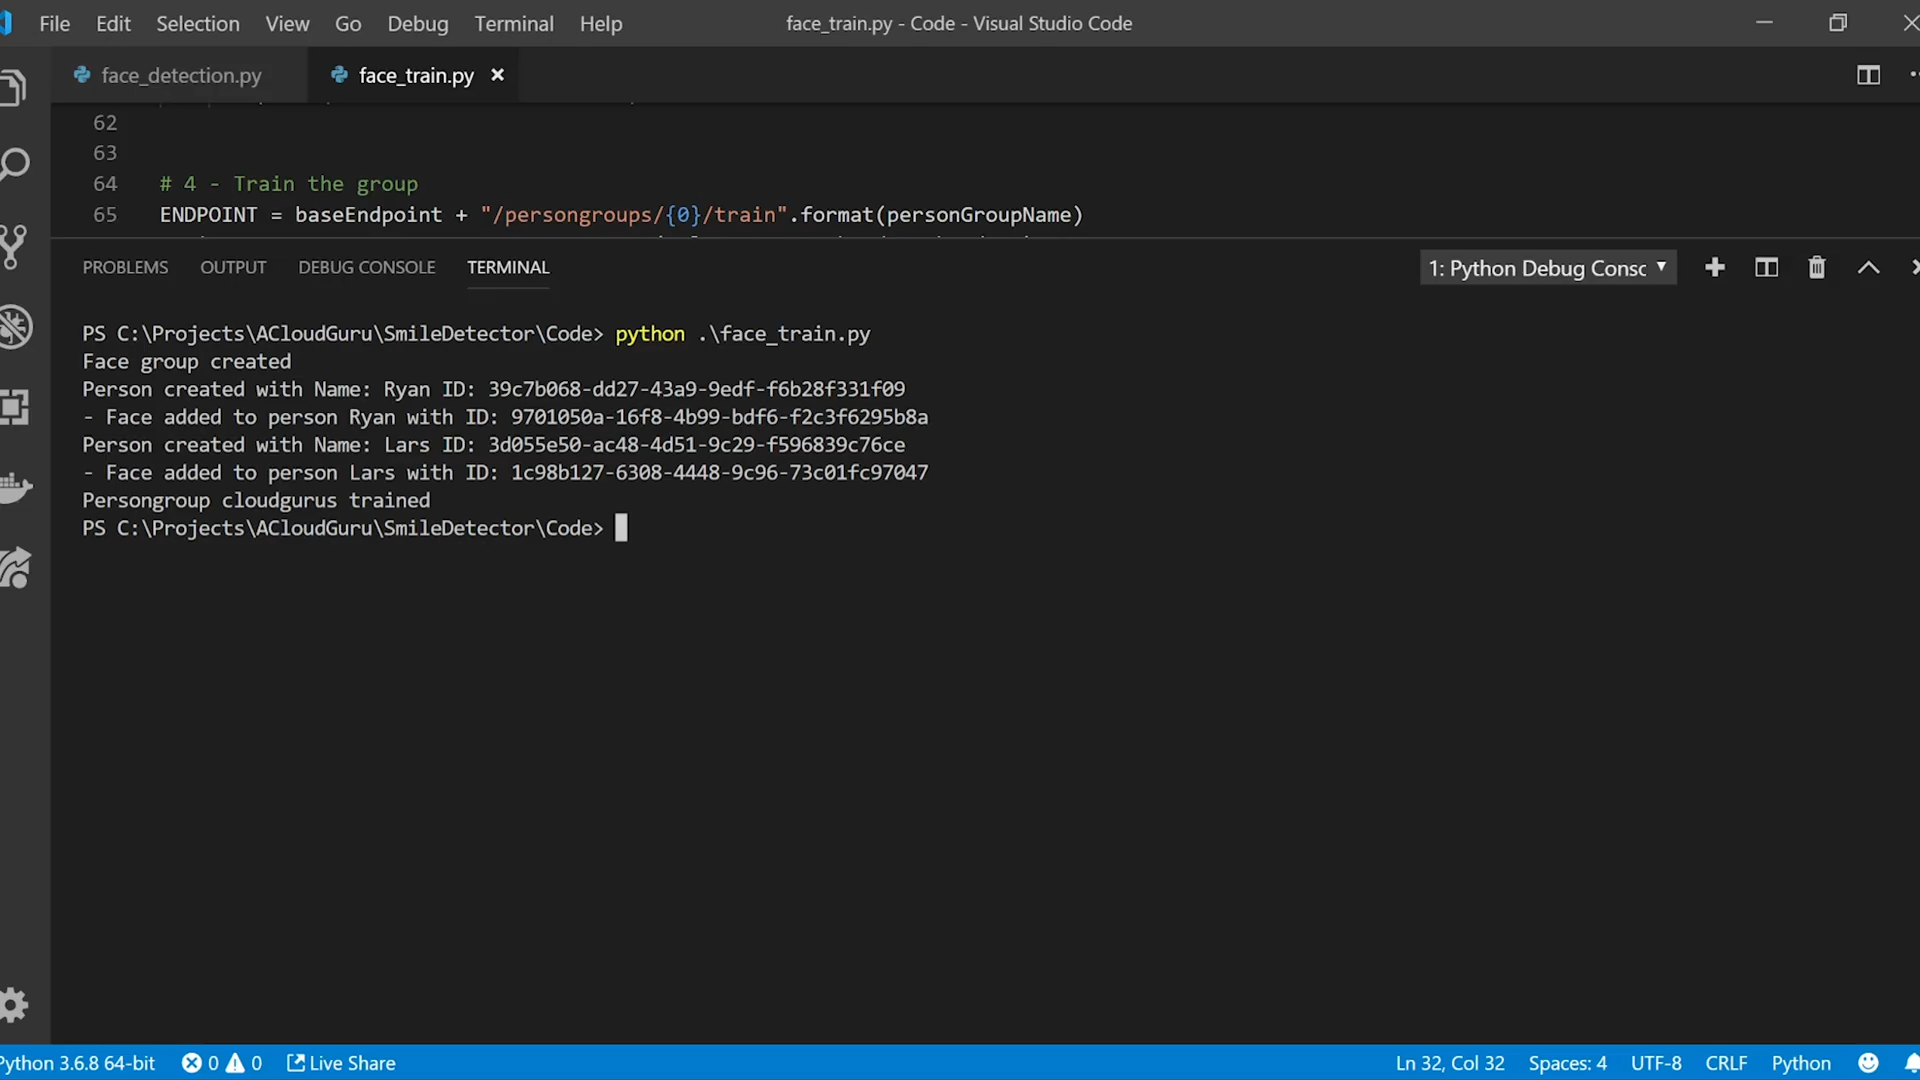 File Edit Selection View Go Debug Terminal Help face_train.py - Code - Visual Studio Code
face_detection.py face_train.py
62
63
64 # 4 - Train the group
65 ENDPOINT = baseEndpoint + "/persongroups/{0}/train".format(personGroupName)
PROBLEMS OUTPUT DEBUG CONSOLE TERMINAL 1: Python Debug Consc
PS C:\Projects\ACloudGuru\SmileDetector\Code> python .\face_train.py
Face group created
Person created with Name: Ryan ID: 39c7b068-dd27-43a9-9edf-f6b28f331f09
- Face added to person Ryan with ID: 9701050a-16f8-4b99-bdf6-f2c3f6295b8a
Person created with Name: Lars ID: 3d055e50-ac48-4d51-9c29-f596839c76ce
- Face added to person Lars with ID: 1c98b127-6308-4448-9c96-73c01fc97047
Persongroup cloudgurus trained
PS C:\Projects\ACloudGuru\SmileDetector\Code>
Python 3.6.8 64-bit 0 0 Live Share Ln 32, Col 32 Spaces: 4 UTF-8 CRLF Python